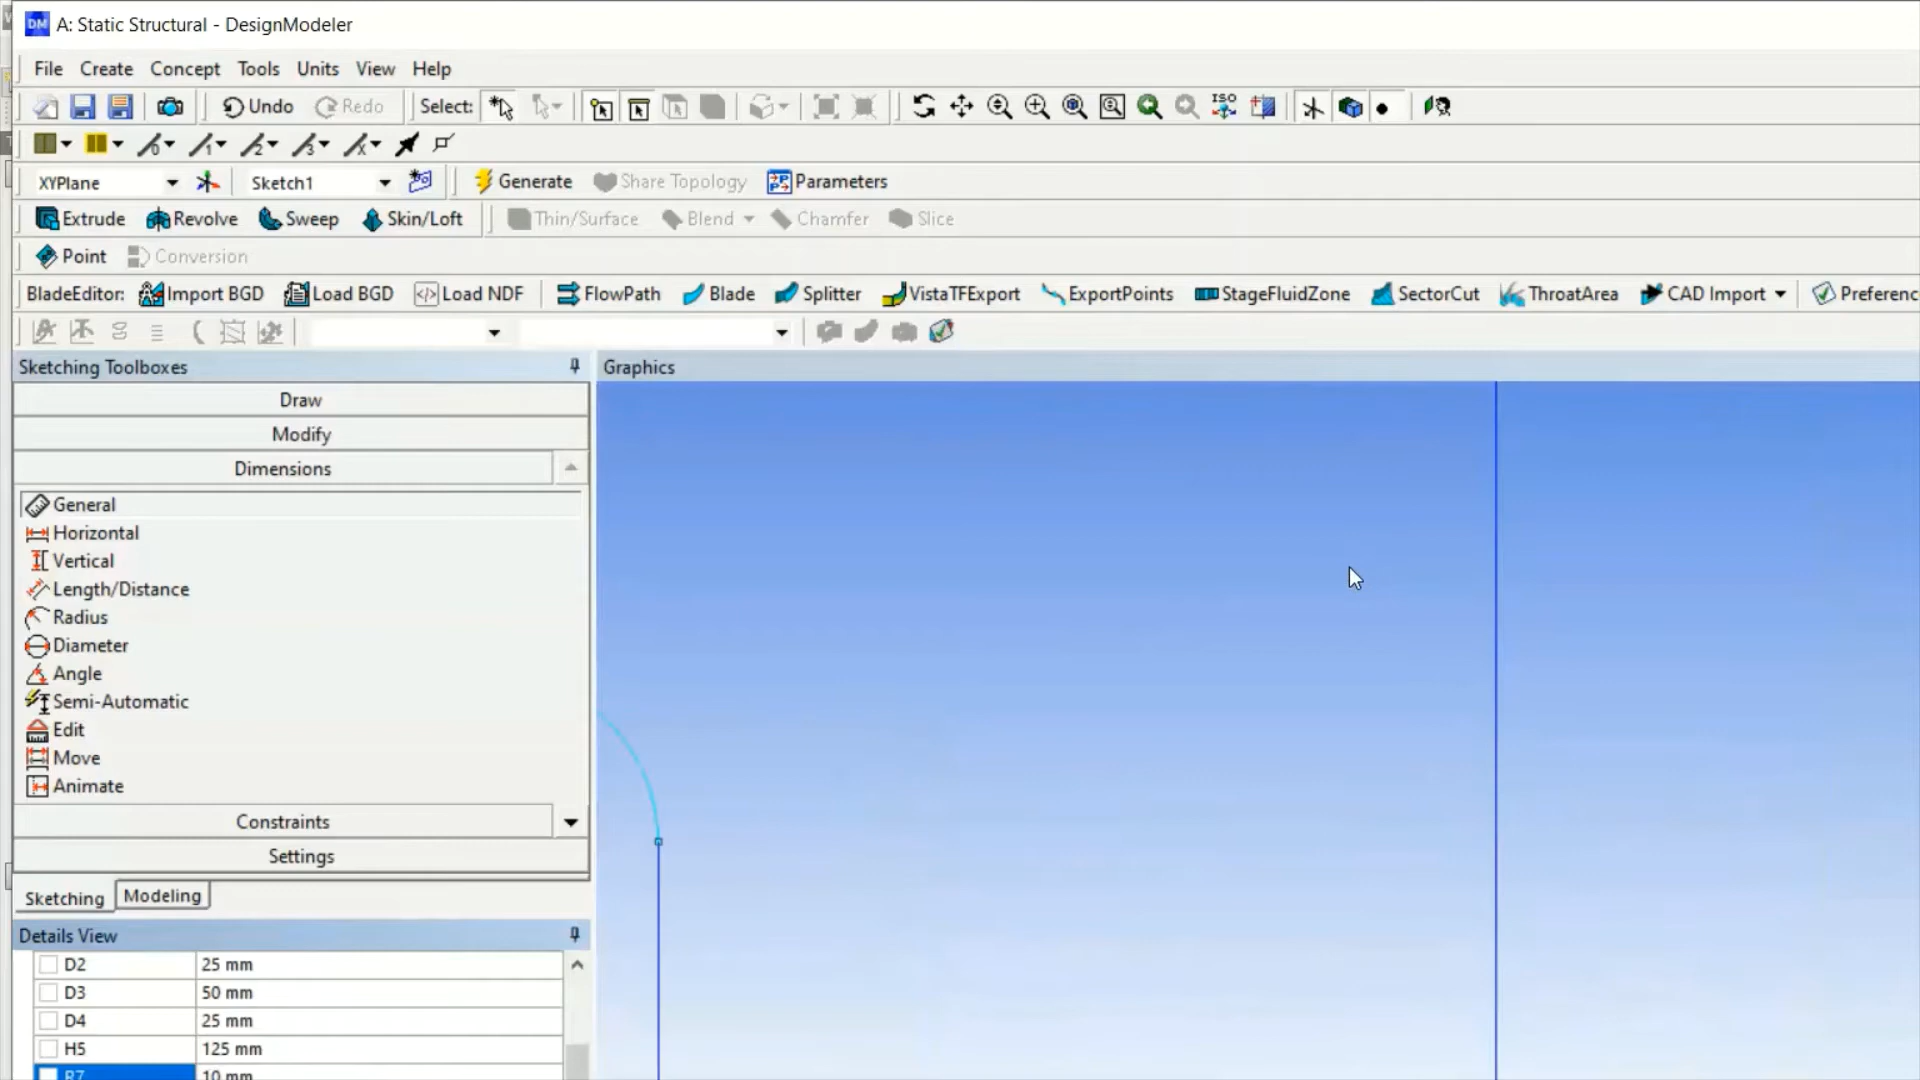 A: Static Structural - DesignModeler
File Create Concept Tools Units View Help
Undo Redo Select: ISO
XYPlane Sketch1 Generate Share Topology Parameters
Extrude Revolve Sweep Skin/Loft Thin/Surface Blend Chamfer Slice
Point Conversion
BladeEditor: Import BGD Load BGD Load NDF FlowPath Blade Splitter VistaTFExport ExportPoints StageFluidZone SectorCut ThroatArea CAD Import Preferenc
Sketching Toolboxes
Graphics
Draw
Modify
Dimensions
General
Horizontal
Vertical
Length/Distance
Radius
Diameter
Angle
Semi-Automatic
Edit
Move
Animate
Constraints
Settings
Sketching Modeling
Details View
D2 25 mm
D3 50 mm
D4 25 mm
H5 125 mm
R7 10 mm